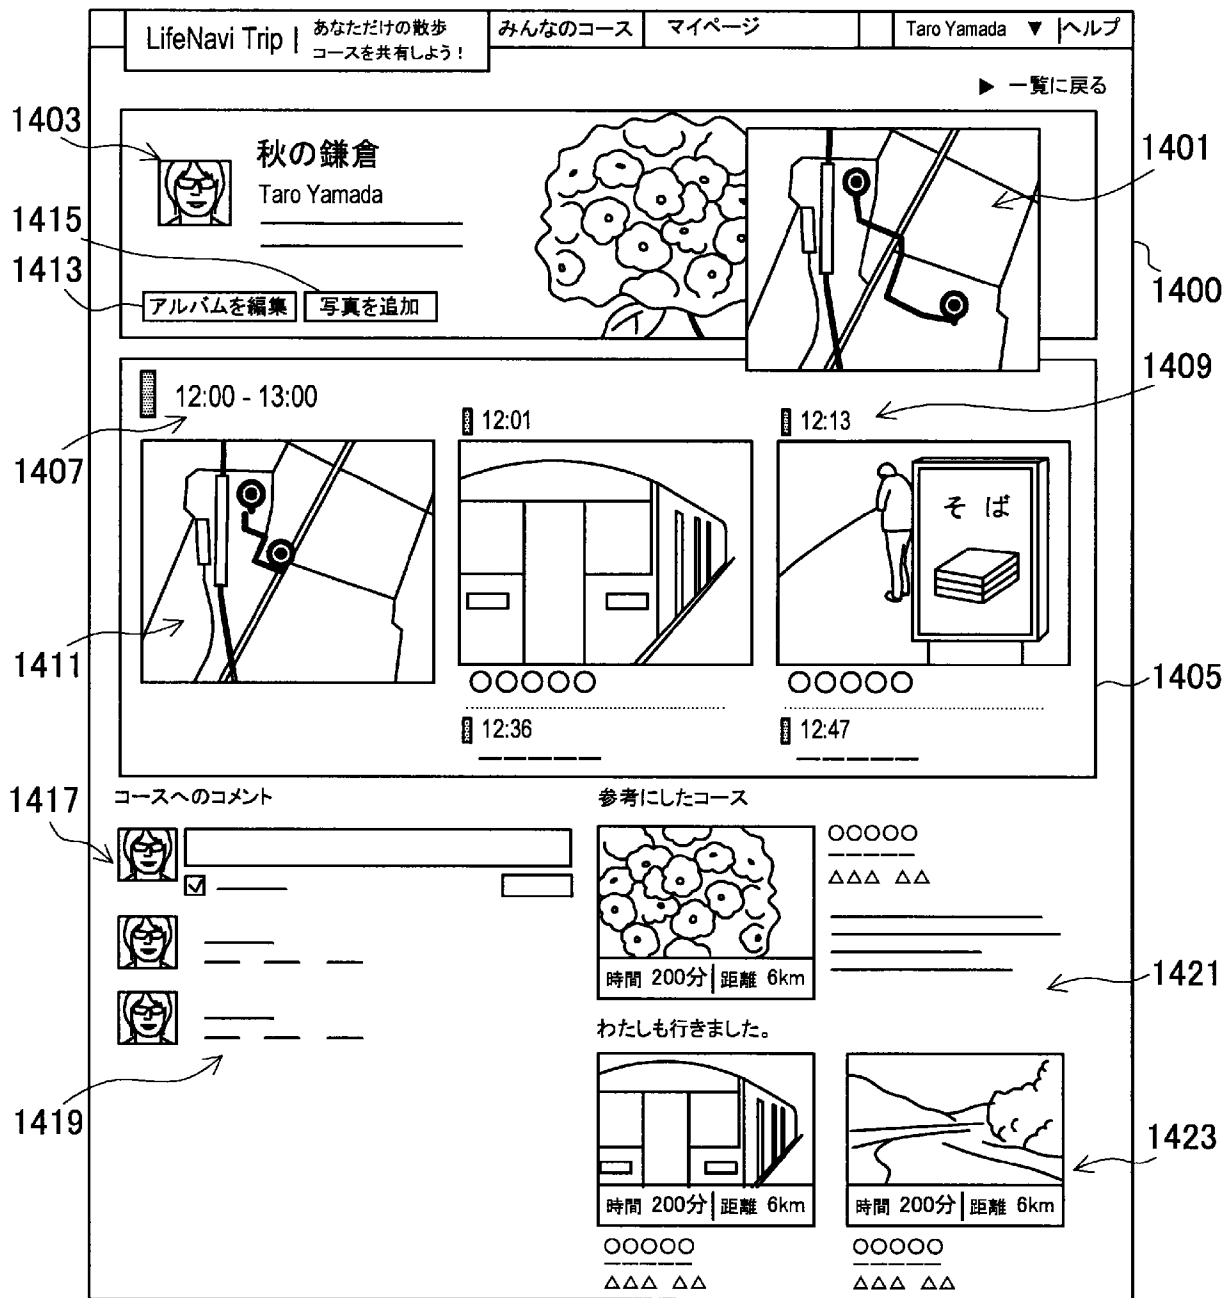 LifeNavi Trip | あなただけの散歩
コースを共有しよう！
みんなのコース
マイページ
Taro Yamada ▼ |ヘルプ
▶ 一覧に戻る
1403
秋の鎌倉
Taro Yamada
1401
1415
1413
アルバムを編集
写真を追加
1400
1409
12:00 - 13:00
12:01
12:13
1407
そば
1411
○○○○○
○○○○○
1405
12:36
12:47
1417
コースへのコメント
参考にしたコース
○○○○○
△△△ △△
時間 200分 | 距離 6km
1421
わたしも行きました。
1419
1423
時間 200分 | 距離 6km
時間 200分 | 距離 6km
○○○○○
○○○○○
△△△ △△
△△△ △△